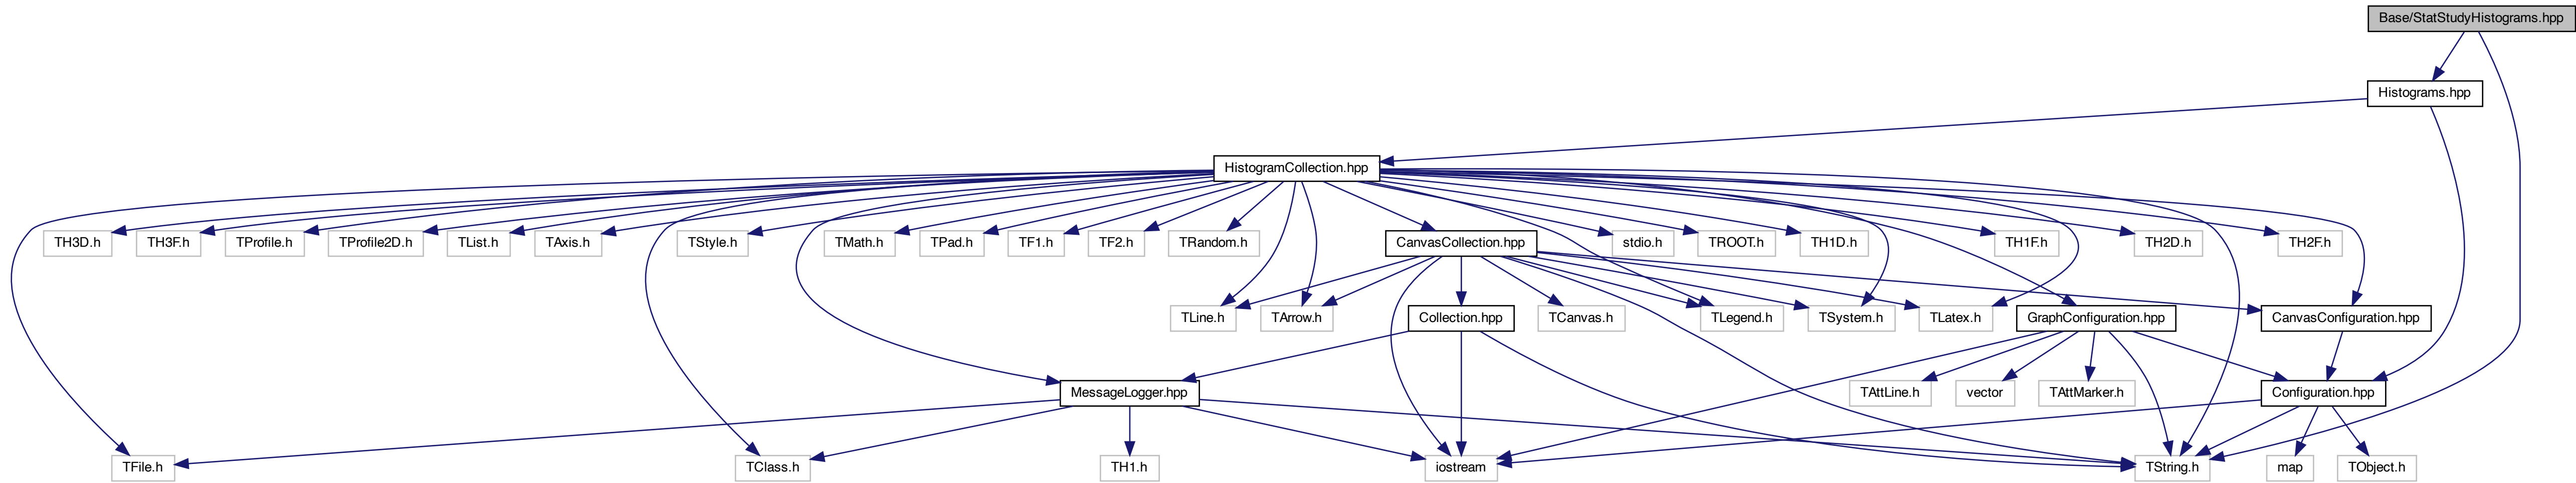 Base/StatStudyHistograms.hpp
Histograms.hpp
HistogramCollection.hpp
TH3D.h
TH3F.h
TProfile.h
TProfile2D.h
TList.h
TAxis.h
TStyle.h
TMath.h
TPad.h
TF1.h
TF2.h
TRandom.h
CanvasCollection.hpp
stdio.h
TROOT.h
TH1D.h
TH1F.h
TH2D.h
TH2F.h
TLine.h
TArrow.h
Collection.hpp
TCanvas.h
TLegend.h
TSystem.h
TLatex.h
GraphConfiguration.hpp
CanvasConfiguration.hpp
MessageLogger.hpp
TAttLine.h
vector
TAttMarker.h
Configuration.hpp
TFile.h
TClass.h
TH1.h
iostream
TString.h
map
TObject.h